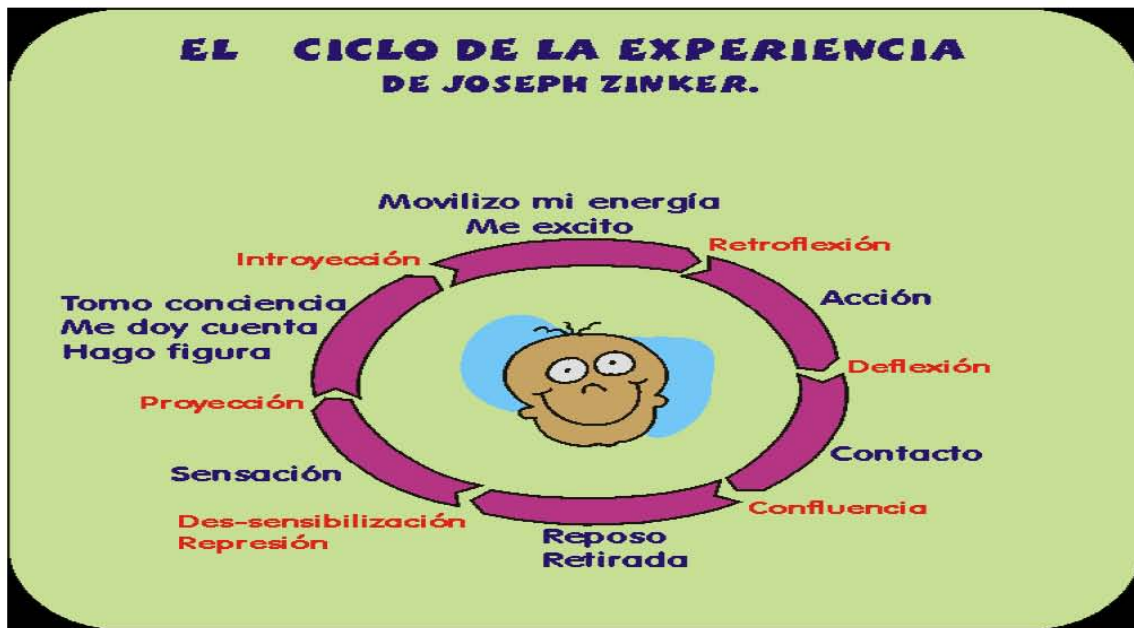 EL CICLO DE LA EXPERIENCIA
DE JOSEPH ZINKER.
Movilizo mi energía
Me excito
Introyección
Retroflexión
Tomo conciencia
Me doy cuenta
Hago figura
Acción
Proyección
Deflexión
Sensación
Contacto
Des-sensibilización
Represión
Confluencia
Reposo
Retirada